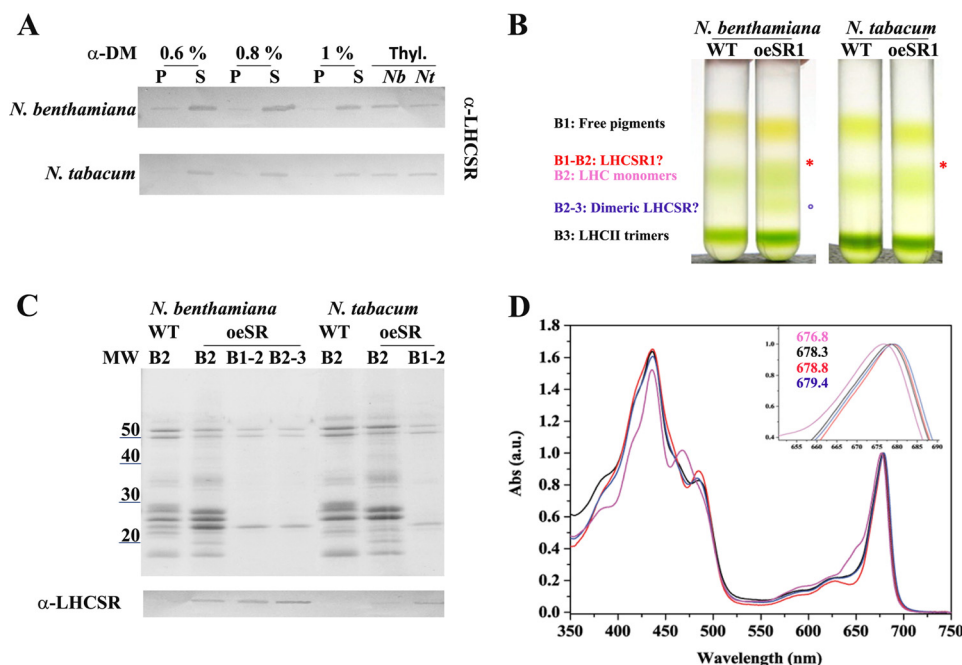 A
α-DM 0.6 % 0.8 % 1 % Thyl.
P S P S P S Nb Nt
N. benthamiana
N. tabacum
α-LHCSR
B
N. benthamiana N. tabacum
WT oeSR1 WT oeSR1
B1: Free pigments
B1-B2: LHCSR1? * *
B2: LHC monomers
B2-3: Dimeric LHCSR? °
B3: LHCII trimers
C
N. benthamiana N. tabacum
WT oeSR WT oeSR
MW B2 B2 B1-2 B2-3 B2 B2 B1-2
50
40
30
20
α-LHCSR
D
Abs (a.u.)
1.8
1.6
1.4
1.2
1.0
0.8
0.6
0.4
0.2
0.0
350 400 450 500 550 600 650 700 750
Wavelength (nm)
676.8
678.3
678.8
679.4
1.0
0.8
0.6
0.4
655 660 665 670 675 680 685 690